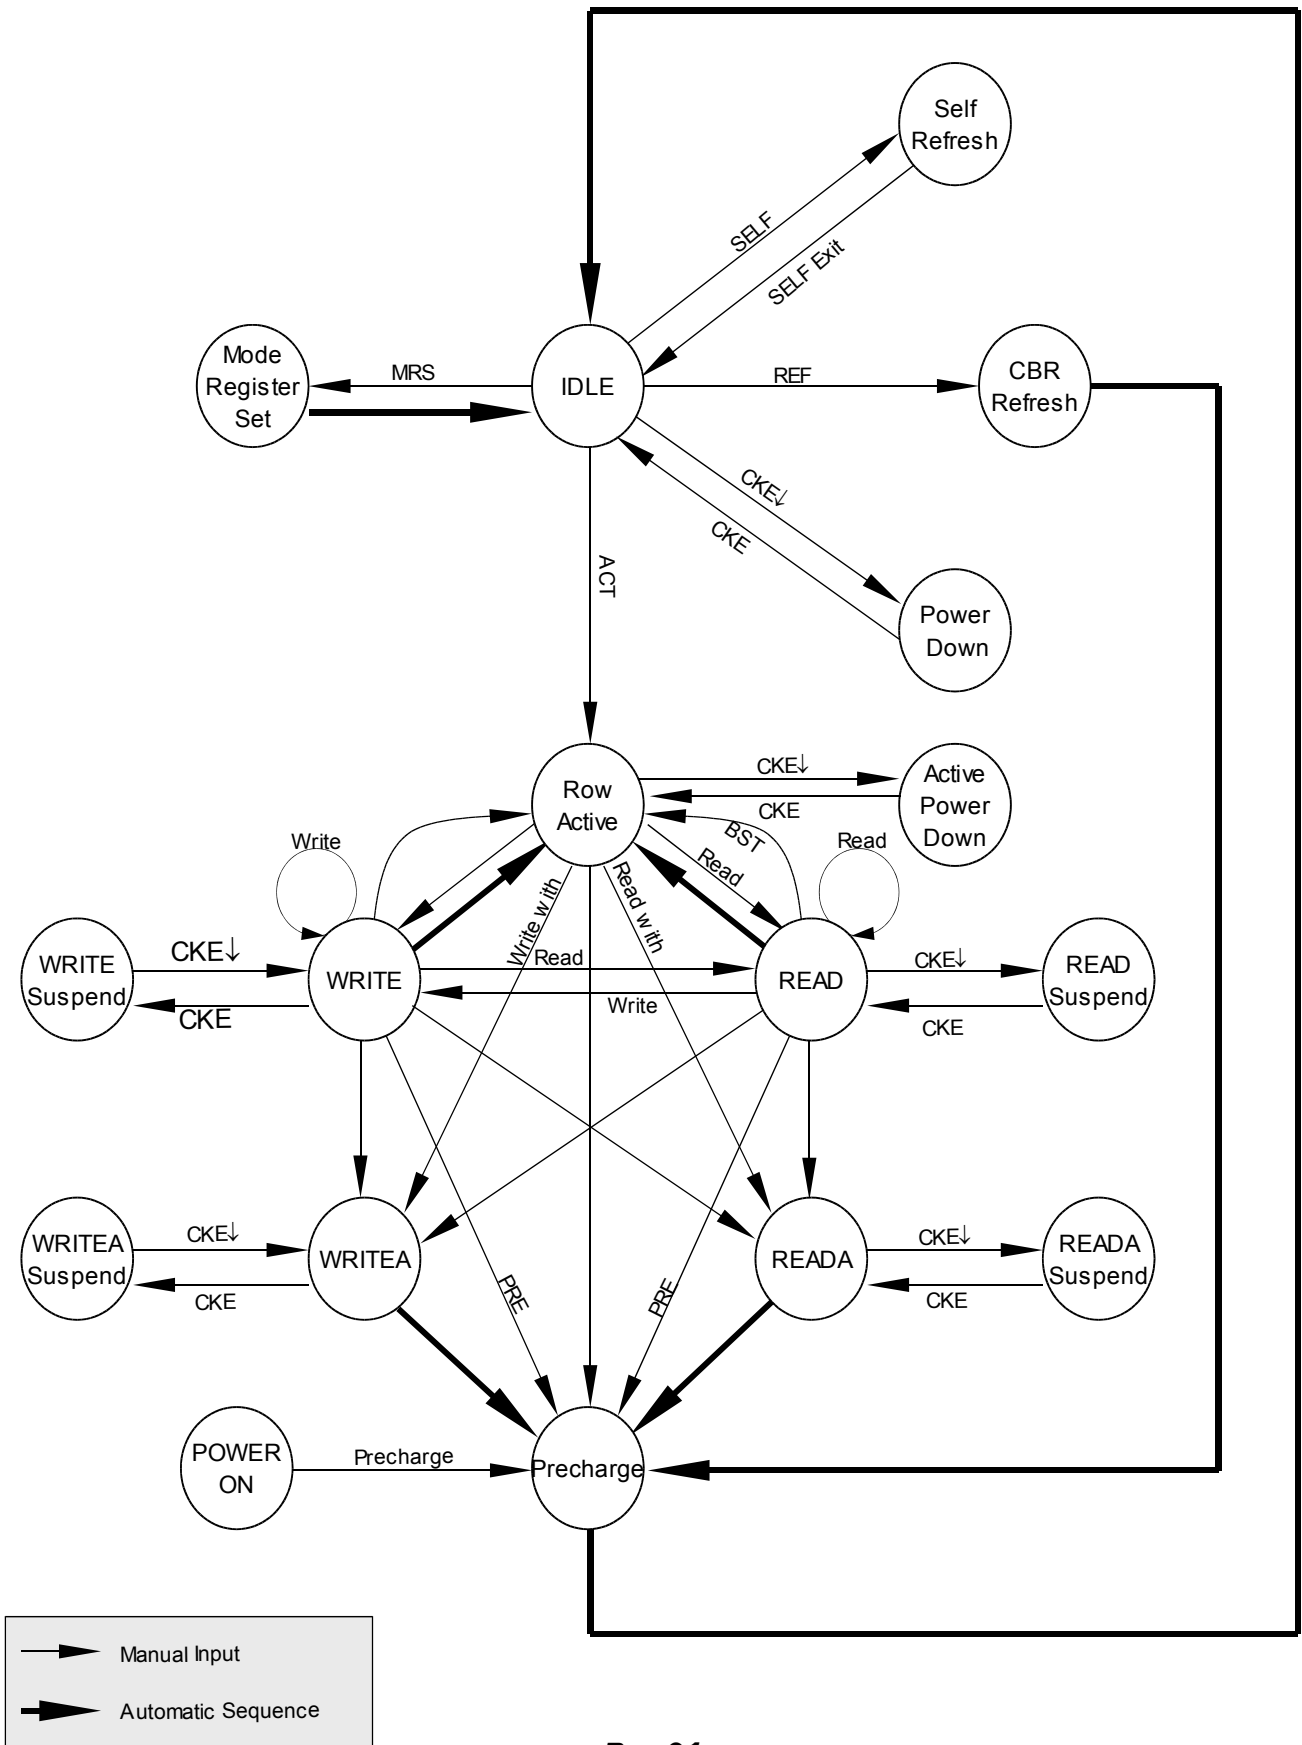 Self
Refresh
SELF
SELF Exit
Mode
Register
Set
MRS
IDLE
REF
CBR
Refresh
CKE↓
CKE
ACT
Power
Down
Row
Active
CKE↓
CKE
Active
Power
Down
Write
BST
Read
Read
Write with
Read with
WRITE
Suspend
CKE↓
CKE
WRITE
Read
Write
READ
CKE↓
CKE
READ
Suspend
WRITEA
Suspend
CKE↓
CKE
WRITEA
PRE
PRE
READA
CKE↓
CKE
READA
Suspend
POWER
ON
Precharge
Precharge
Manual Input
Automatic Sequence